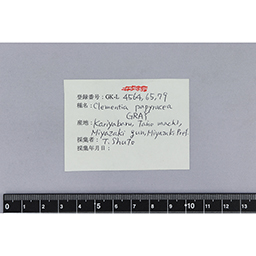 登録番号：GK-L 4564, 65, 79
種名：Clementia papyracea
GRAY
産地：Kariyabaru, Tano machi,
Miyazaki gun, Miyazaki Pref.
採集者：T. Shuto
採集年月日：
0 1 2 3 4 5 6 7 8 9 10 11 12 13